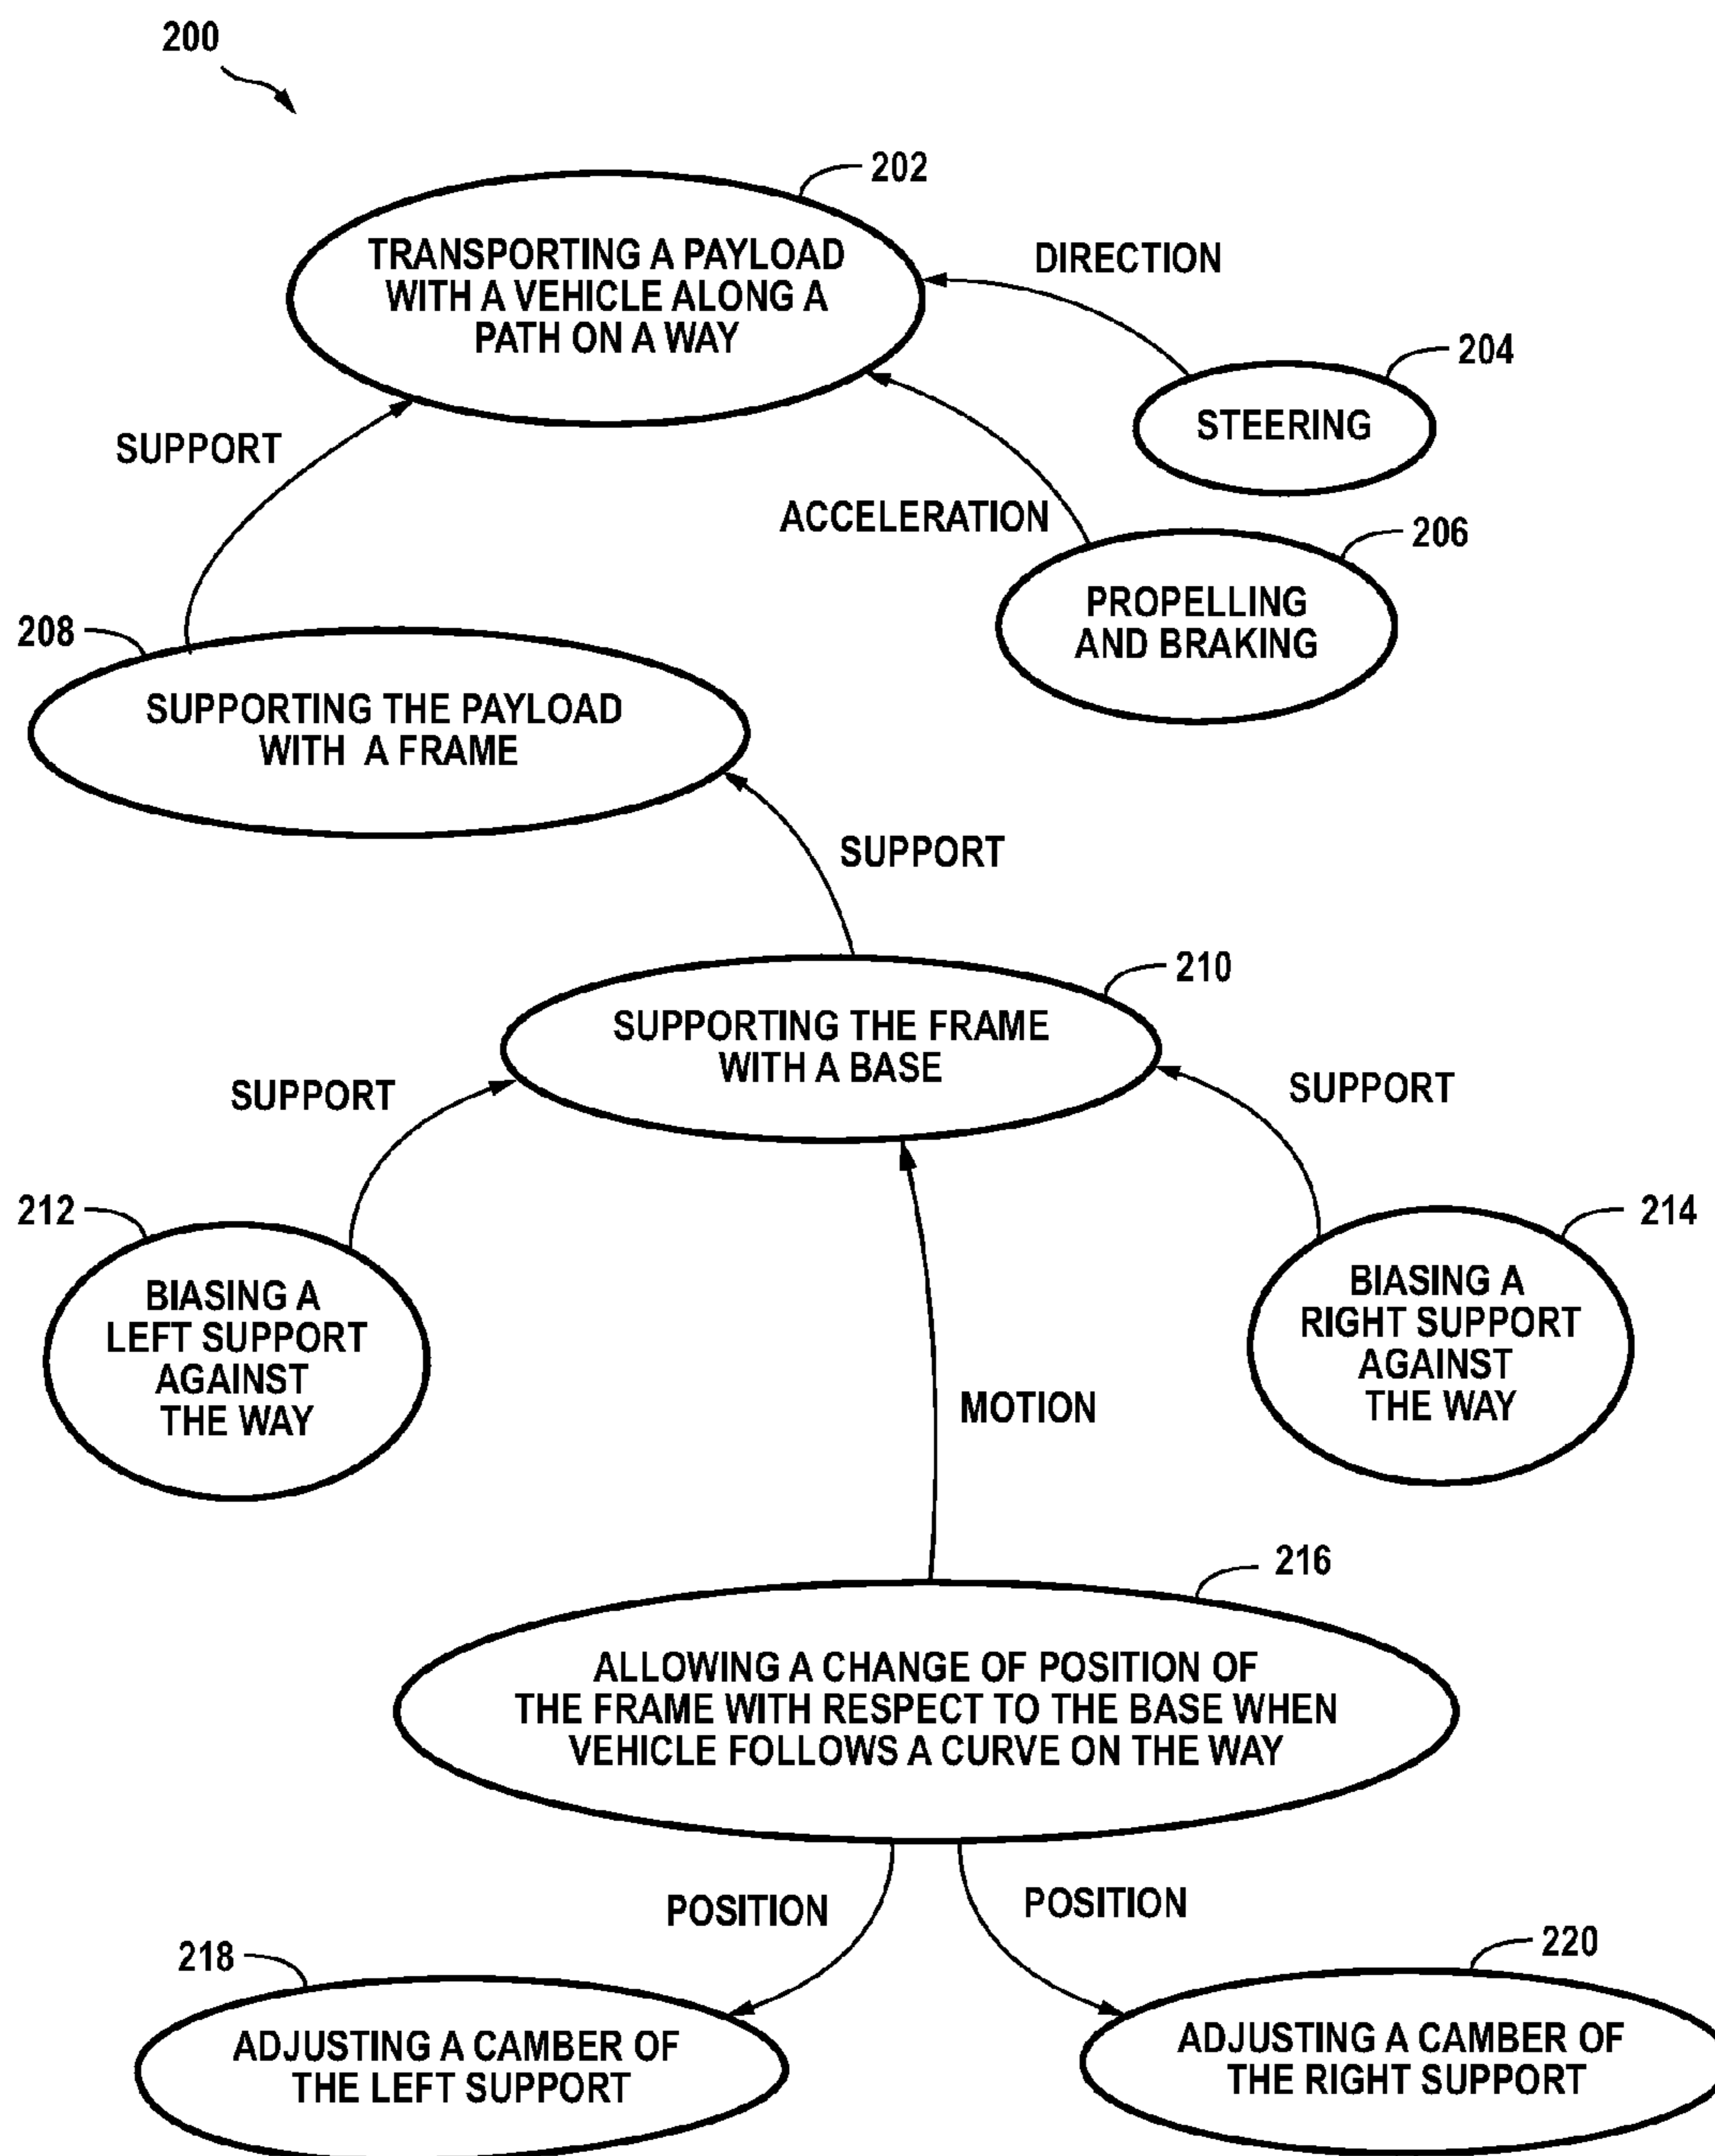 200
202
TRANSPORTING A PAYLOAD
WITH A VEHICLE ALONG A
PATH ON A WAY
DIRECTION
204
STEERING
SUPPORT
ACCELERATION
206
PROPELLING
AND BRAKING
208
SUPPORTING THE PAYLOAD
WITH A FRAME
SUPPORT
210
SUPPORTING THE FRAME
WITH A BASE
SUPPORT
SUPPORT
212
BIASING A
LEFT SUPPORT
AGAINST
THE WAY
214
BIASING A
RIGHT SUPPORT
AGAINST
THE WAY
MOTION
216
ALLOWING A CHANGE OF POSITION OF
THE FRAME WITH RESPECT TO THE BASE WHEN
VEHICLE FOLLOWS A CURVE ON THE WAY
POSITION
POSITION
218
ADJUSTING A CAMBER OF
THE LEFT SUPPORT
220
ADJUSTING A CAMBER OF
THE RIGHT SUPPORT